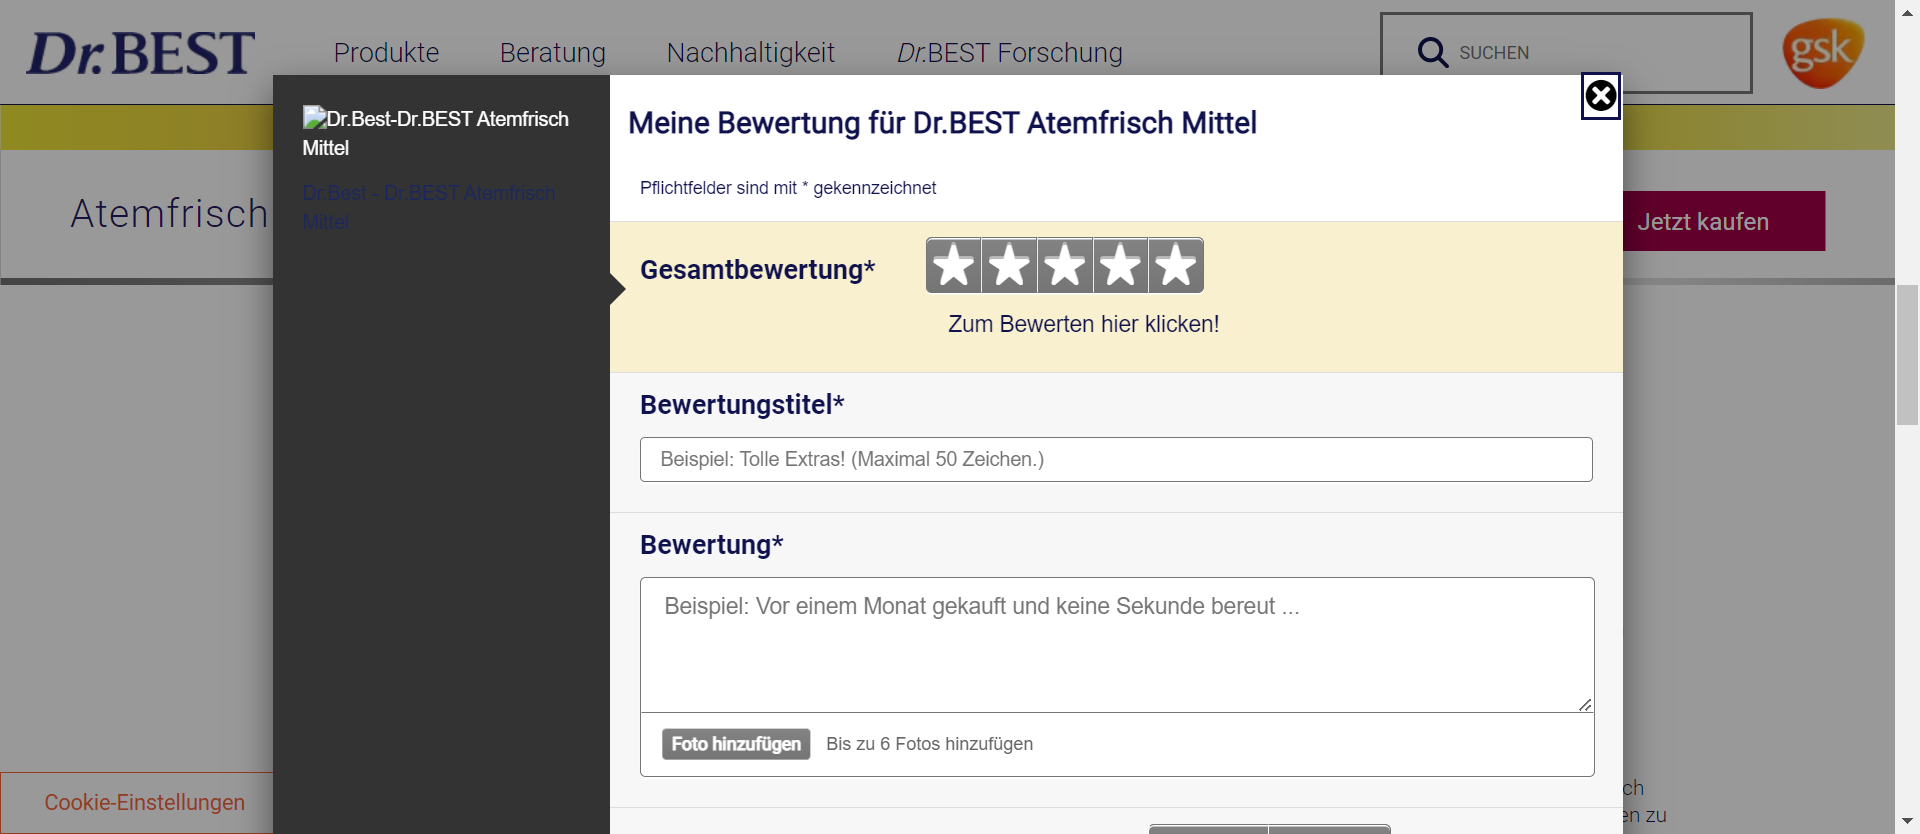 Dr.BEST
Produkte
Beratung
Nachhaltigkeit
Dr.BEST Forschung
SUCHEN
gsk
Dr.Best-Dr.BEST Atemfrisch
Mittel
Dr.Best - Dr.BEST Atemfrisch
Mittel
Atemfrisch
Jetzt kaufen
Meine Bewertung für Dr.BEST Atemfrisch Mittel
Pflichtfelder sind mit * gekennzeichnet
Gesamtbewertung*
Zum Bewerten hier klicken!
Bewertungstitel*
Beispiel: Tolle Extras! (Maximal 50 Zeichen.)
Bewertung*
Beispiel: Vor einem Monat gekauft und keine Sekunde bereut ...
Foto hinzufügen
Bis zu 6 Fotos hinzufügen
Cookie-Einstellungen
ch
en zu